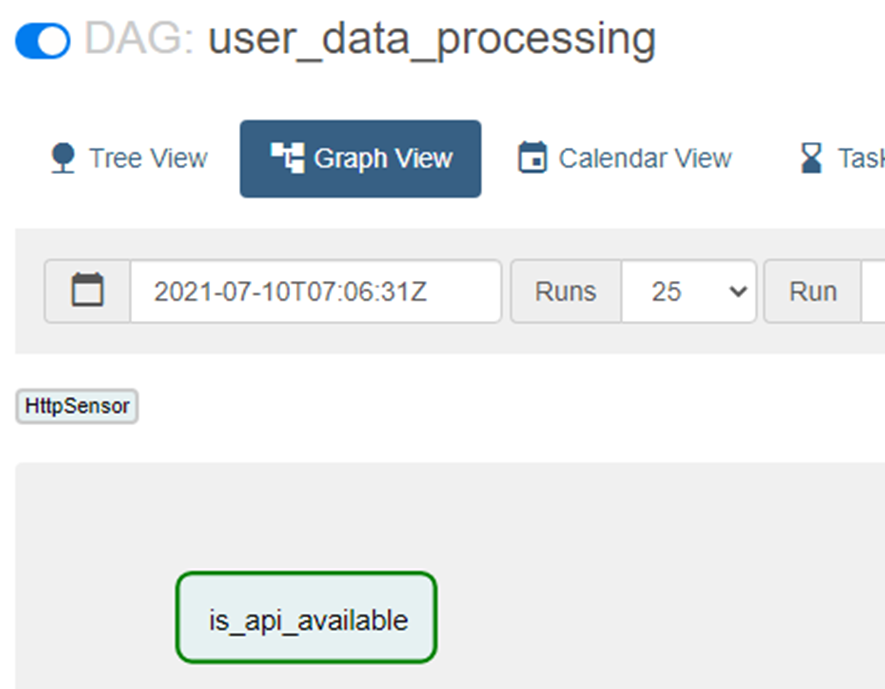 DAG: user_data_processing
Tree View Graph View Calendar View
2021-07-10T07:06:31Z Runs 25 Run
HttpSensor
is_api_available